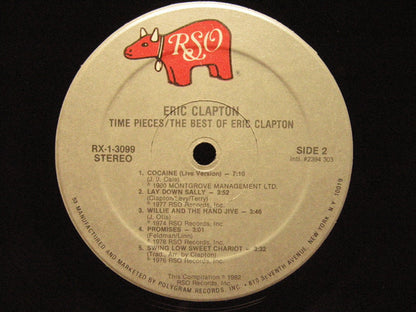 RSO
ERIC CLAPTON
TIME PIECES/THE BEST OF ERIC CLAPTON
RX-1-3099
STEREO
SIDE 2
Intl. #2394 303
1. COCAINE (Live Version) – 7:10
(J. J. Cale)
℗ 1980 MONTGROVE MANAGEMENT LTD.
2. LAY DOWN SALLY – 3:52
(Clapton/Levy/Terry)
℗ 1977 RSO Records, Inc.
3. WILLIE AND THE HAND JIVE – 3:46
(J. Otis)
℗ 1974 RSO Records, Inc.
4. PROMISES – 3:01
(Feldman/Linn)
℗ 1978 RSO Records, Inc.
5. SWING LOW SWEET CHARIOT – 3:32
(Trad., Arr. by Clapton)
℗ 1975 RSO Records, Inc.
This Compilation ℗ 1982
RSO Records, Inc.
MANUFACTURED AND MARKETED BY POLYGRAM RECORDS, INC. • 810 SEVENTH AVENUE, NEW YORK, N.Y. 10019